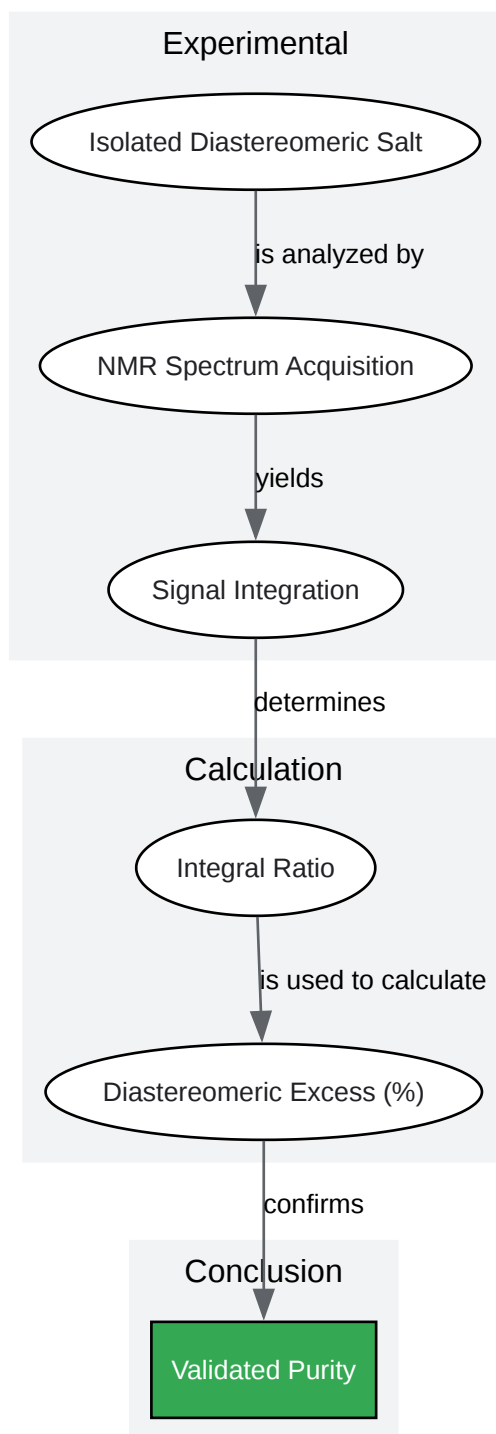 Experimental
Isolated Diastereomeric Salt
is analyzed by
NMR Spectrum Acquisition
yields
Signal Integration
determines
Calculation
Integral Ratio
is used to calculate
Diastereomeric Excess (%)
confirms
Conclusion
Validated Purity